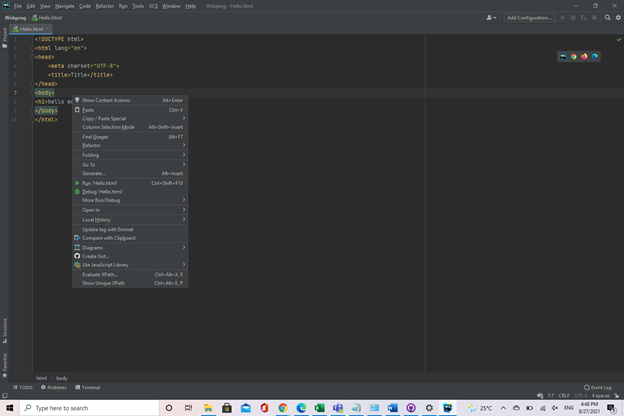 File Edit View Navigate Code Refactor Run Tools VCS Window Help Webprog - Hello.html
Webprog Hello.html
Add Configuration...
Project
Hello.html
1 <!DOCTYPE html>
2 <html lang="en">
3 <head>
4 <meta charset="UTF-8">
5 <title>Title</title>
6 </head>
7 <body>
8 <h1>hello
9 </body>
10 </html>
Show Context Actions Alt+Enter
Paste Ctrl+V
Copy / Paste Special
Column Selection Mode Alt+Shift+Insert
Find Usages Alt+F7
Refactor
Folding
Go To
Generate... Alt+Insert
Run 'Hello.html' Ctrl+Shift+F10
Debug 'Hello.html'
More Run/Debug
Open In
Local History
Update tag with Emmet
Compare with Clipboard
Diagrams
Create Gist...
Use JavaScript Library
Evaluate XPath... Ctrl+Alt+X, E
Show Unique XPath Ctrl+Alt+X, P
Structure
Favorites
html body
TODO Problems Terminal Event Log
7:7 CRLF UTF-8 4 spaces
Type here to search
25°C
ENG
4:48 PM
8/27/2021